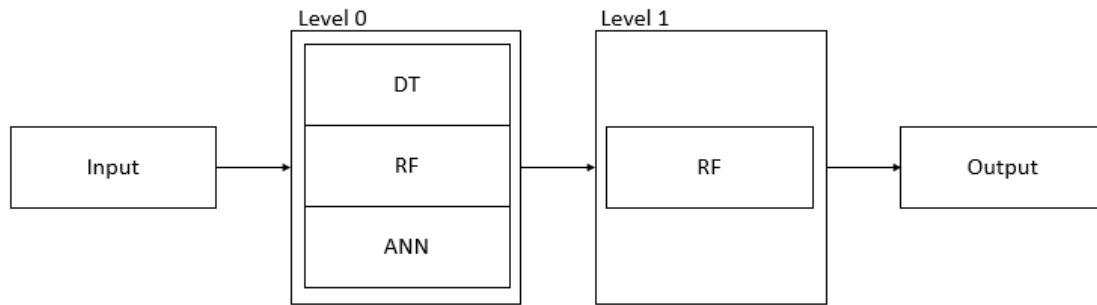 Level 0
Level 1
DT
Input
RF
RF
Output
ANN